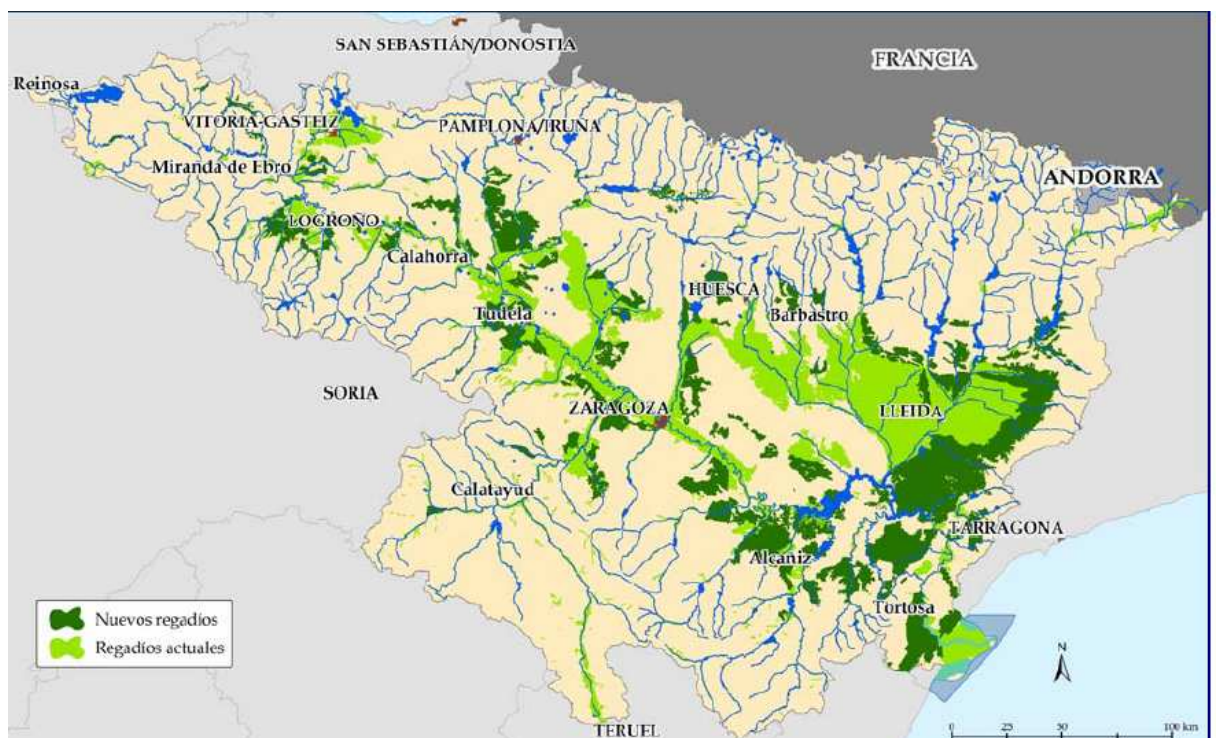 SAN SEBASTIÁN/DONOSTIA
FRANCIA
Reinosa
VITORIA-GASTEIZ
PAMPLONA/IRUNA
Miranda de Ebro
ANDORRA
LOGROÑO
Calahorra
HUESCA
Barbastro
Tudela
SORIA
ZARAGOZA
LLEIDA
Calatayud
TARRAGONA
Alcañiz
Tortosa
Nuevos regadíos
Regadíos actuales
N
TERUEL
0 25 50 100 km